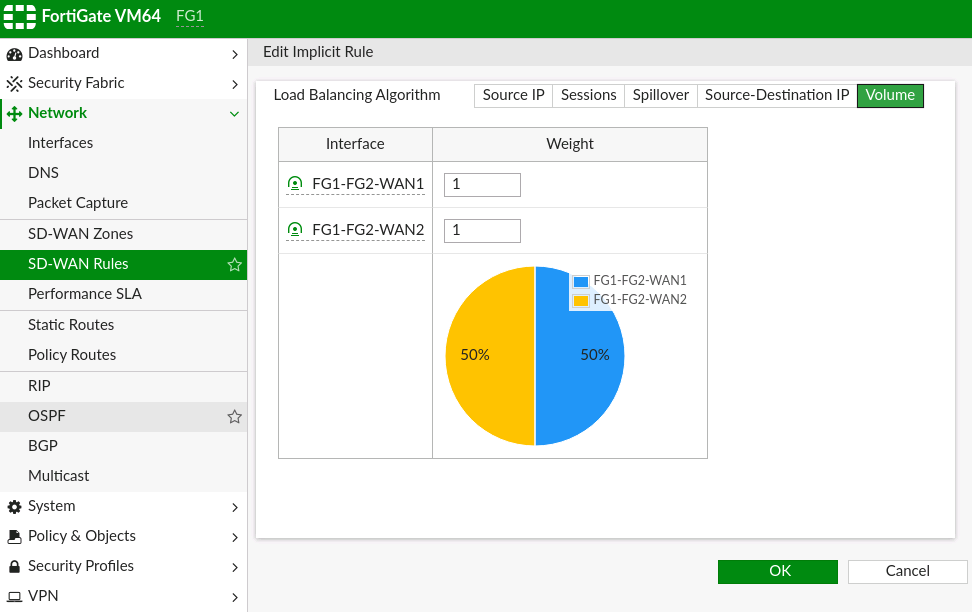 FortiGate VM64 FG1
Dashboard
Security Fabric
Network
Interfaces
DNS
Packet Capture
SD-WAN Zones
SD-WAN Rules
Performance SLA
Static Routes
Policy Routes
RIP
OSPF
BGP
Multicast
System
Policy & Objects
Security Profiles
VPN
Edit Implicit Rule
Load Balancing Algorithm Source IP Sessions Spillover Source-Destination IP Volume
Interface Weight
FG1-FG2-WAN1 1
FG1-FG2-WAN2 1
FG1-FG2-WAN1
FG1-FG2-WAN2
50% 50%
OK Cancel